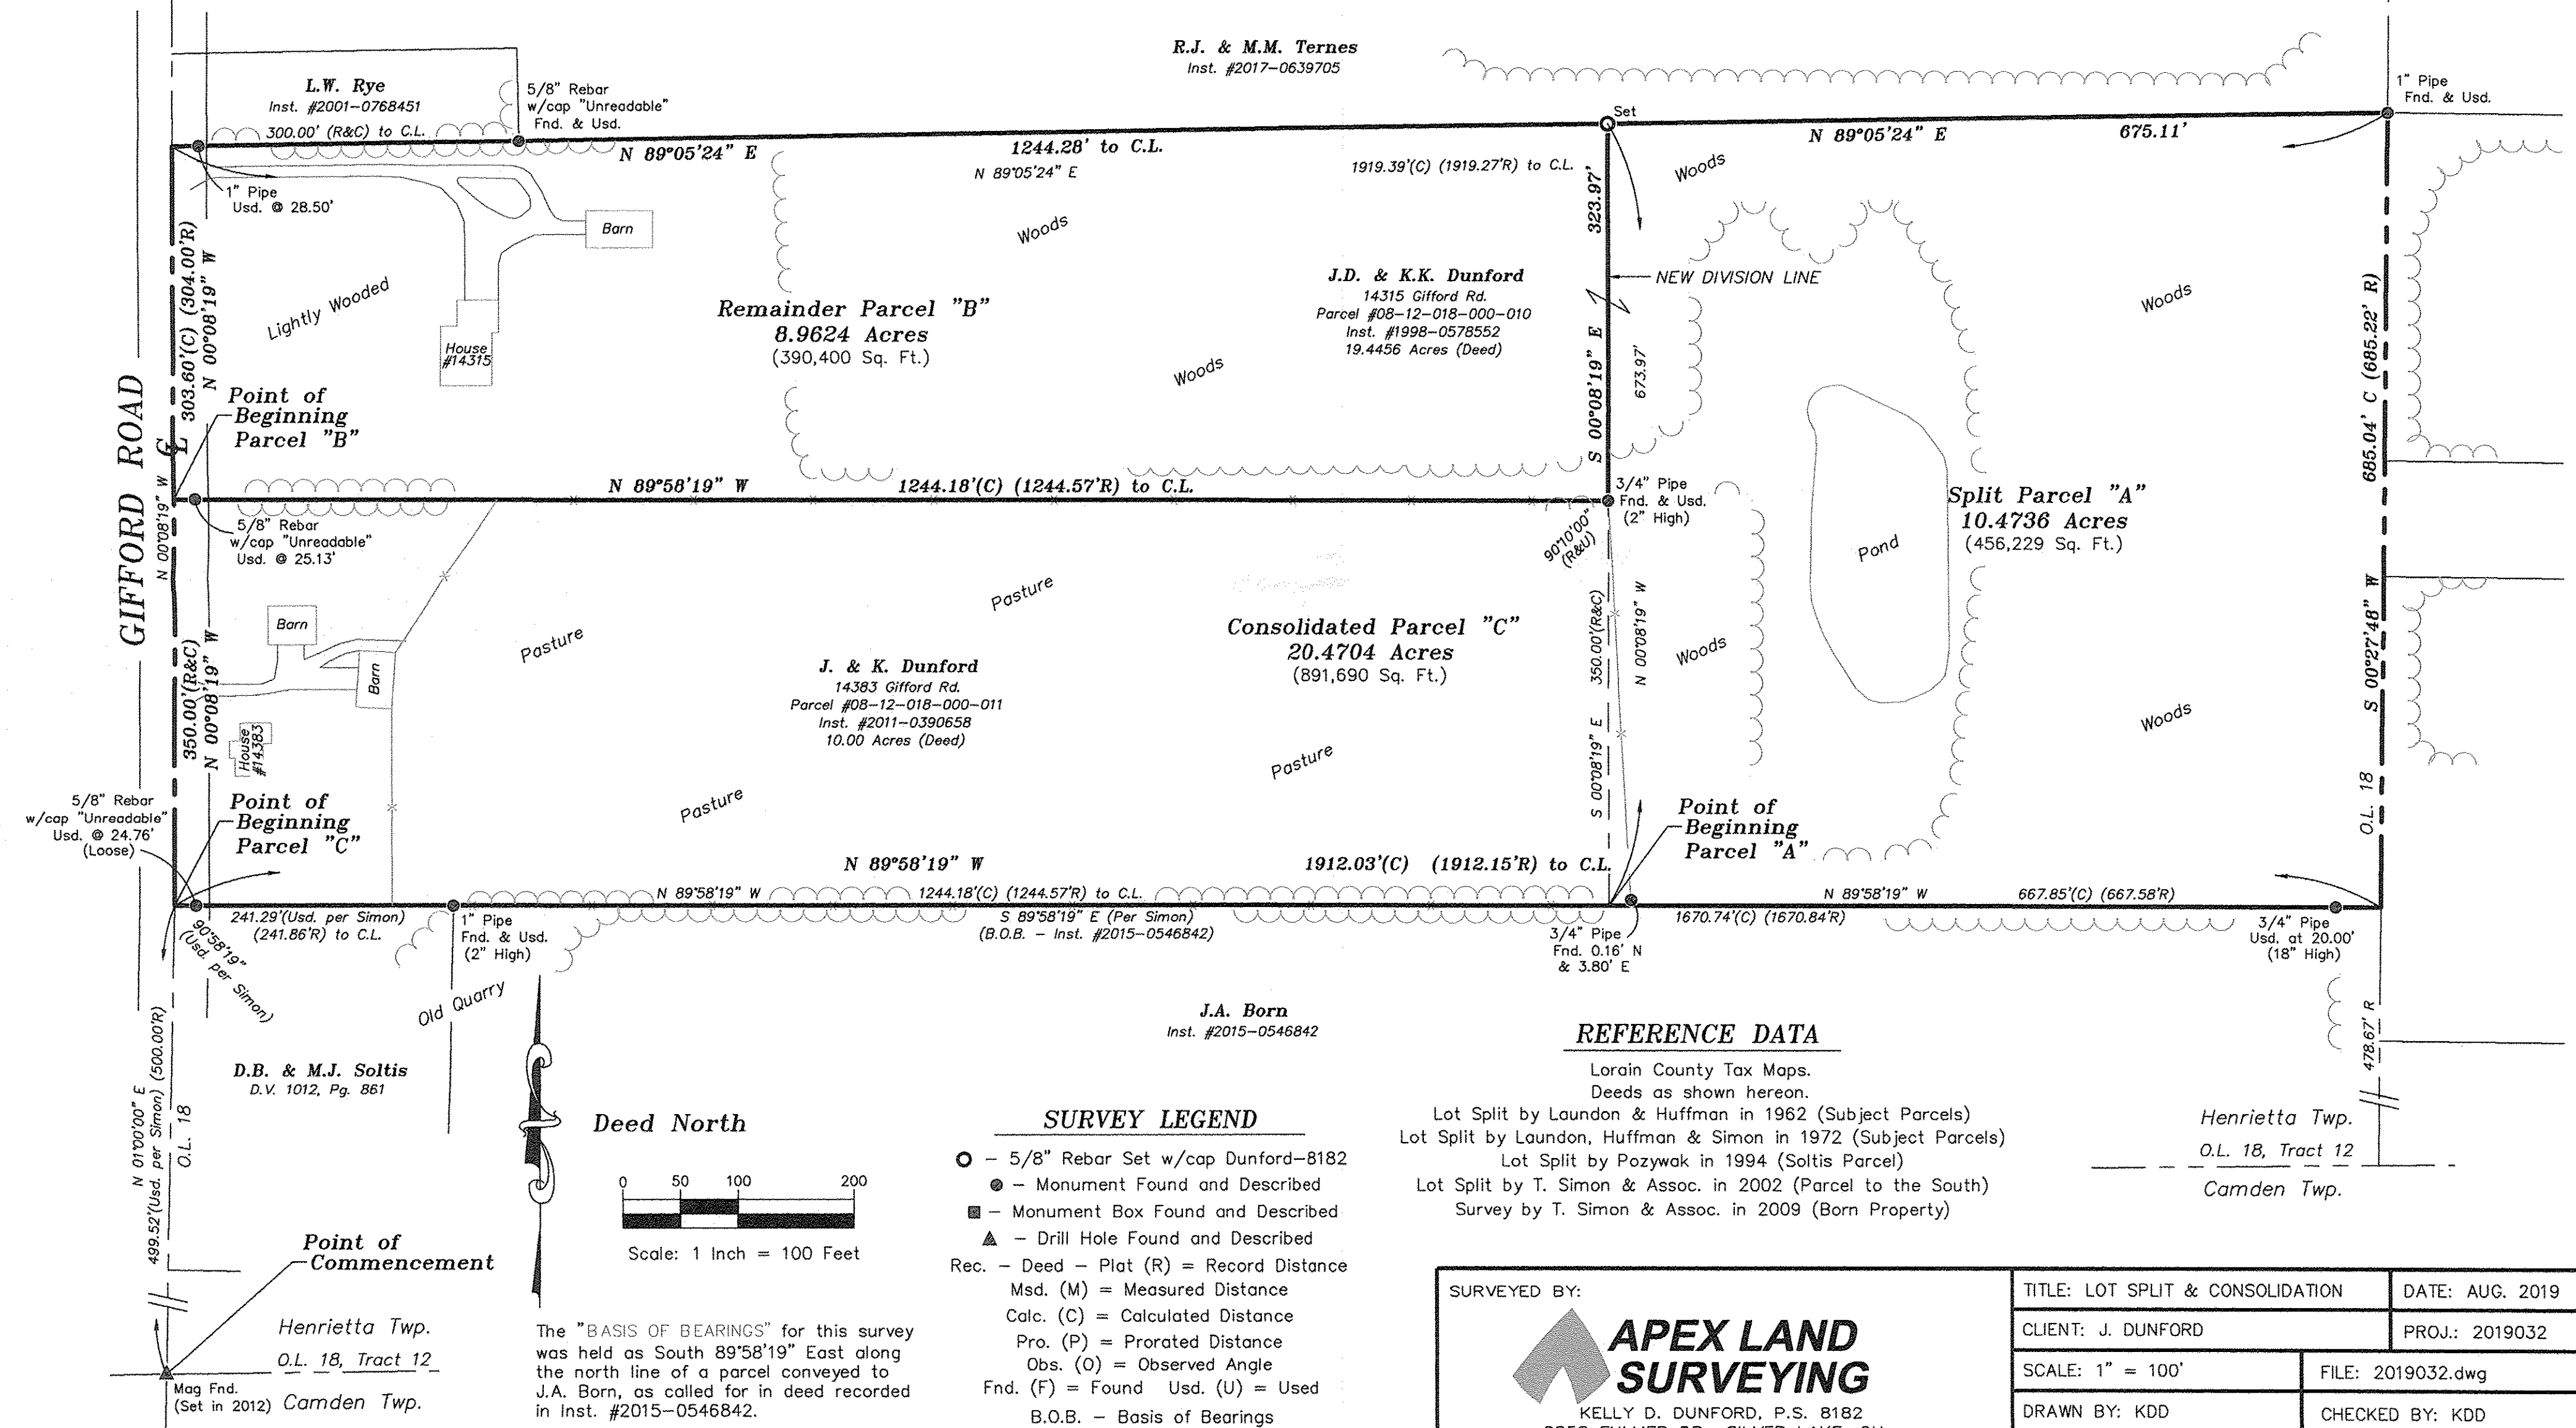 R.J. & M.M. Ternes
Inst. #2017-0639705
L.W. Rye
Inst. #2001-0768451
300.00' (R&C) to C.L.
5/8" Rebar
w/cap "Unreadable"
Fnd. & Usd.
Set
1" Pipe
Fnd. & Usd.
N 89°05'24" E
1244.28' to C.L.
N 89°05'24" E
1919.39'(C) (1919.27'R) to C.L.
N 89°05'24" E
675.11'
1" Pipe
Usd. @ 28.50'
Barn
Woods
Woods
323.97'
303.60'(C) (304.00'R)
N 00°08'19" W
Lightly Wooded
House
#14315
Remainder Parcel "B"
8.9624 Acres
(390,400 Sq. Ft.)
J.D. & K.K. Dunford
14315 Gifford Rd.
Parcel #08-12-018-000-010
Inst. #1998-0578552
19.4456 Acres (Deed)
NEW DIVISION LINE
Woods
Woods
S 00°08'19" E
673.97'
685.04' C (685.22' R)
GIFFORD ROAD
Point of
Beginning
Parcel "B"
CL
N 00°08'19" W
N 89°58'19" W
1244.18'(C) (1244.57'R) to C.L.
3/4" Pipe
Fnd. & Usd.
(2" High)
Split Parcel "A"
10.4736 Acres
(456,229 Sq. Ft.)
Pond
5/8" Rebar
w/cap "Unreadable"
Usd. @ 25.13'
90°10'00"
(R&U)
Pasture
Pasture
Barn
Barn
350.00'(R&C)
N 00°08'19" W
House
#14383
J. & K. Dunford
14383 Gifford Rd.
Parcel #08-12-018-000-011
Inst. #2011-0390658
10.00 Acres (Deed)
Consolidated Parcel "C"
20.4704 Acres
(891,690 Sq. Ft.)
350.00'(R&C)
N 00°08'19" W
S 00°08'19" E
Woods
Woods
S 00°27'48" W
O.L. 18
Pasture
Pasture
5/8" Rebar
w/cap "Unreadable"
Usd. @ 24.76'
(Loose)
Point of
Beginning
Parcel "C"
Point of
Beginning
Parcel "A"
N 89°58'19" W
1912.03'(C) (1912.15'R) to C.L.
N 89°58'19" W
1244.18'(C) (1244.57'R) to C.L.
N 89°58'19" W
667.85'(C) (667.58'R)
241.29'(Usd. per Simon)
(241.86'R) to C.L.
S 89°58'19" E (Per Simon)
(B.O.B. - Inst. #2015-0546842)
1670.74'(C) (1670.84'R)
90°58'19"
(Usd. per Simon)
1" Pipe
Fnd. & Usd.
(2" High)
3/4" Pipe
Fnd. 0.16' N
& 3.80' E
3/4" Pipe
Usd. at 20.00'
(18" High)
Old Quarry
J.A. Born
Inst. #2015-0546842
D.B. & M.J. Soltis
D.V. 1012, Pg. 861
N 01°00'00" E
499.52'(Usd. per Simon) (500.00'R)
O.L. 18
478.67' R
Deed North
0 50 100 200
Scale: 1 Inch = 100 Feet
SURVEY LEGEND
- 5/8" Rebar Set w/cap Dunford-8182
- Monument Found and Described
- Monument Box Found and Described
- Drill Hole Found and Described
Rec. - Deed - Plat (R) = Record Distance
Msd. (M) = Measured Distance
Calc. (C) = Calculated Distance
Pro. (P) = Prorated Distance
Obs. (O) = Observed Angle
Fnd. (F) = Found Usd. (U) = Used
B.O.B. - Basis of Bearings
REFERENCE DATA
Lorain County Tax Maps.
Deeds as shown hereon.
Lot Split by Laundon & Huffman in 1962 (Subject Parcels)
Lot Split by Laundon, Huffman & Simon in 1972 (Subject Parcels)
Lot Split by Pozywak in 1994 (Soltis Parcel)
Lot Split by T. Simon & Assoc. in 2002 (Parcel to the South)
Survey by T. Simon & Assoc. in 2009 (Born Property)
Henrietta Twp.
O.L. 18, Tract 12
Camden Twp.
Point of
Commencement
Henrietta Twp.
O.L. 18, Tract 12
Camden Twp.
Mag Fnd.
(Set in 2012)
The "BASIS OF BEARINGS" for this survey
was held as South 89°58'19" East along
the north line of a parcel conveyed to
J.A. Born, as called for in deed recorded
in Inst. #2015-0546842.
SURVEYED BY:
APEX LAND
SURVEYING
KELLY D. DUNFORD, P.S. 8182
TITLE: LOT SPLIT & CONSOLIDATION
DATE: AUG. 2019
CLIENT: J. DUNFORD
PROJ.: 2019032
SCALE: 1" = 100'
FILE: 2019032.dwg
DRAWN BY: KDD
CHECKED BY: KDD